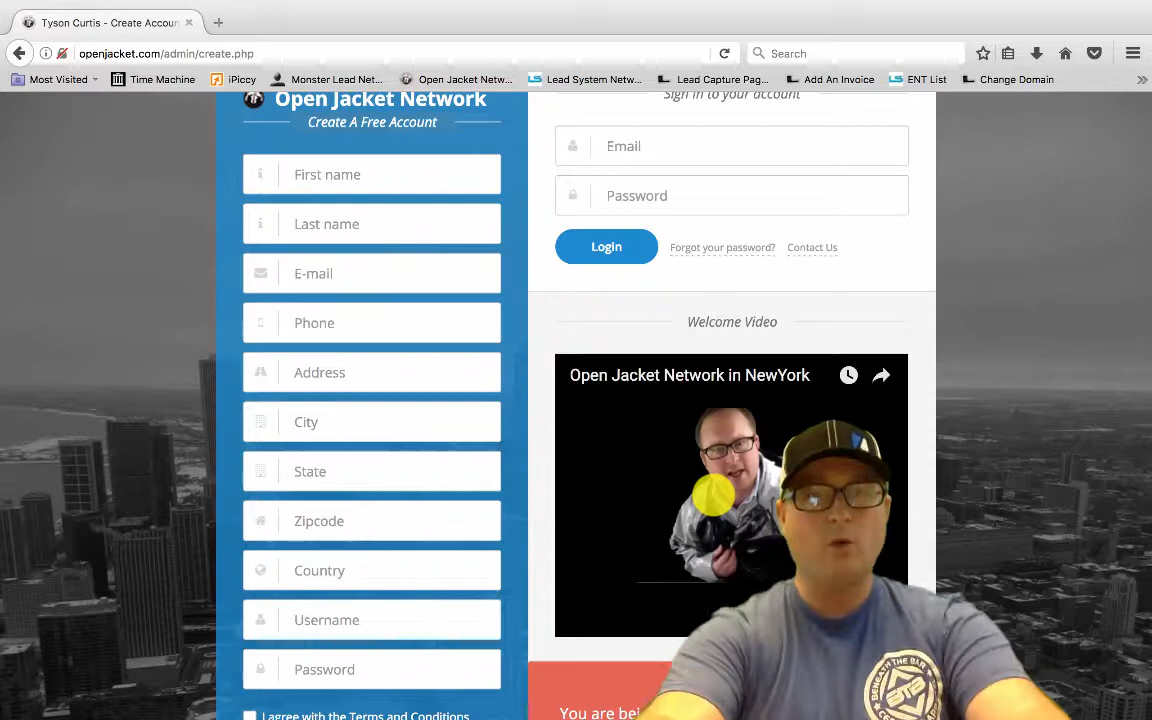 Tyson Curtis - Create Accoun
openjacket.com/admin/create.php
Search
Most Visited
Time Machine
iPiccy
Monster Lead Net...
Open Jacket Netw...
Lead System Netw...
Lead Capture Pag...
Add An Invoice
ENT List
Change Domain
Open Jacket Network
Create A Free Account
First name
Last name
E-mail
Phone
Address
City
State
Zipcode
Country
Username
Password
I agree with the Terms and Conditions
Sign in to your account
Email
Password
Login
Forgot your password?
Contact Us
Welcome Video
Open Jacket Network in NewYork
You are bei
BENEATH THE BAR